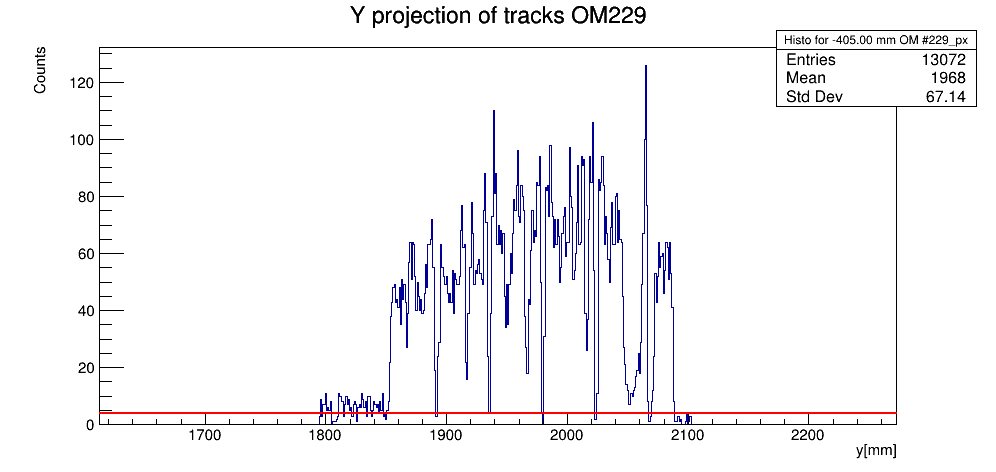 Y projection of tracks OM229
Histo for -405.00 mm OM #229_px
Entries 13072
Mean 1968
Std Dev 67.14
Counts
120
100
80
60
40
20
0
1700 1800 1900 2000 2100 2200
y[mm]